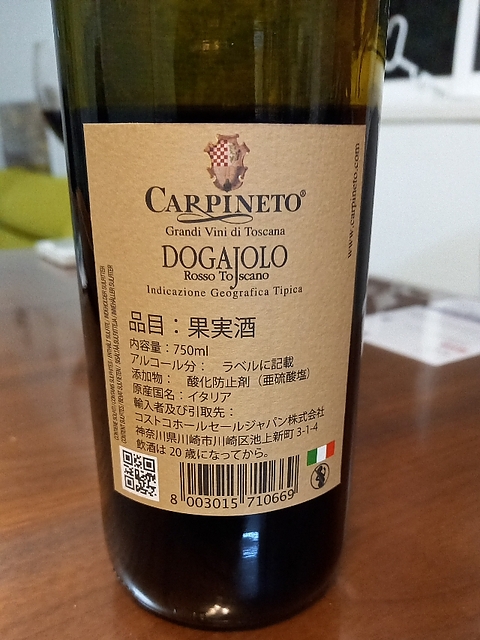 CARPINETO®
Grandi Vini di Toscana
DOGAJOLO
Rosso Toscano
Indicazione Geografica Tipica
品目：果実酒
内容量：750ml
アルコール分： ラベルに記載
添加物： 酸化防止剤（亜硫酸塩）
原産国名：イタリア
輸入者及び引取先：
コストコホールセールジャパン株式会社
神奈川県川崎市川崎区池上新町 3-1-4
飲酒は 20 歳になってから。
8 003015 710669
www.carpineto.com